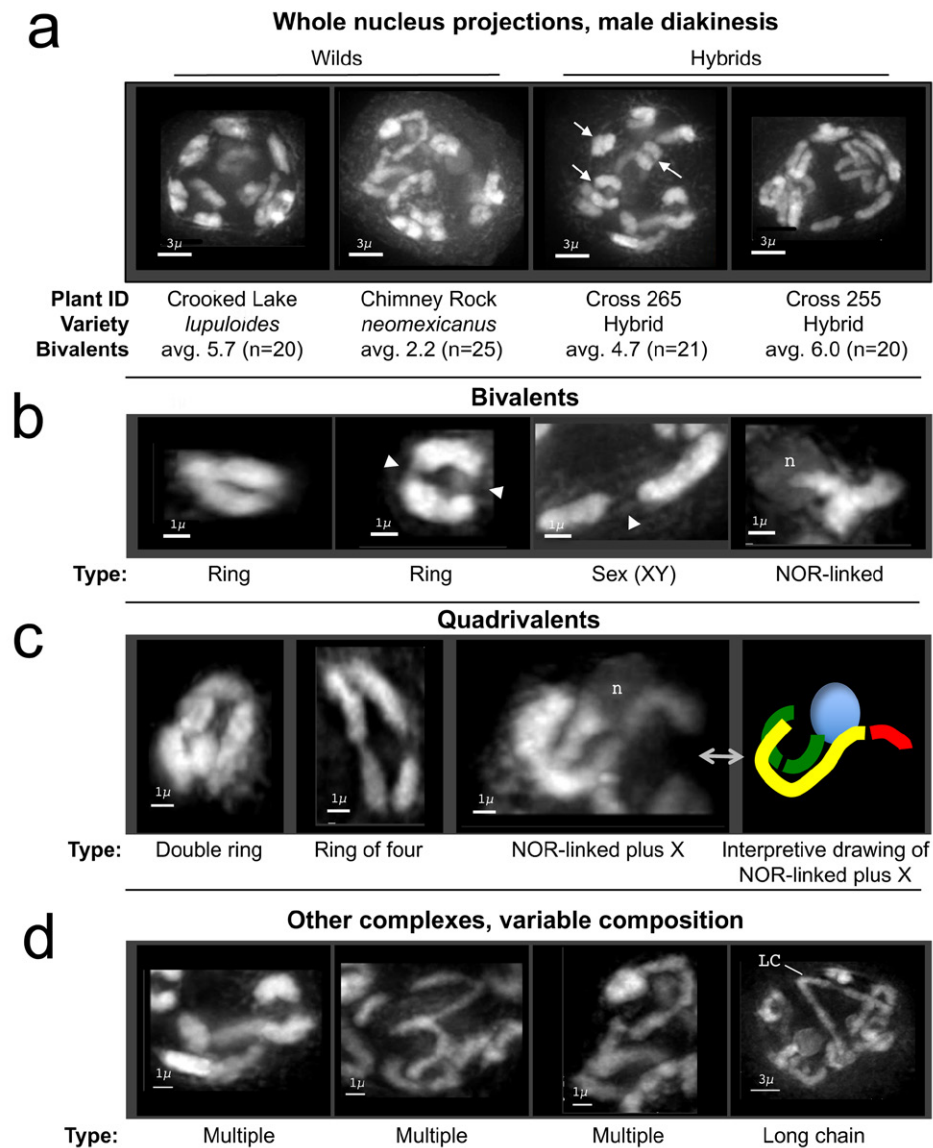 a
Whole nucleus projections, male diakinesis
Wilds Hybrids
3μ 3μ 3μ 3μ
Plant ID Crooked Lake Chimney Rock Cross 265 Cross 255
Variety lupuloides neomexicanus Hybrid Hybrid
Bivalents avg. 5.7 (n=20) avg. 2.2 (n=25) avg. 4.7 (n=21) avg. 6.0 (n=20)
b
Bivalents
n
1μ 1μ 1μ 1μ
Type: Ring Ring Sex (XY) NOR-linked
c
Quadrivalents
n
1μ 1μ 1μ
Type: Double ring Ring of four NOR-linked plus X Interpretive drawing of
NOR-linked plus X
d
Other complexes, variable composition
LC
1μ 1μ 1μ 3μ
Type: Multiple Multiple Multiple Long chain